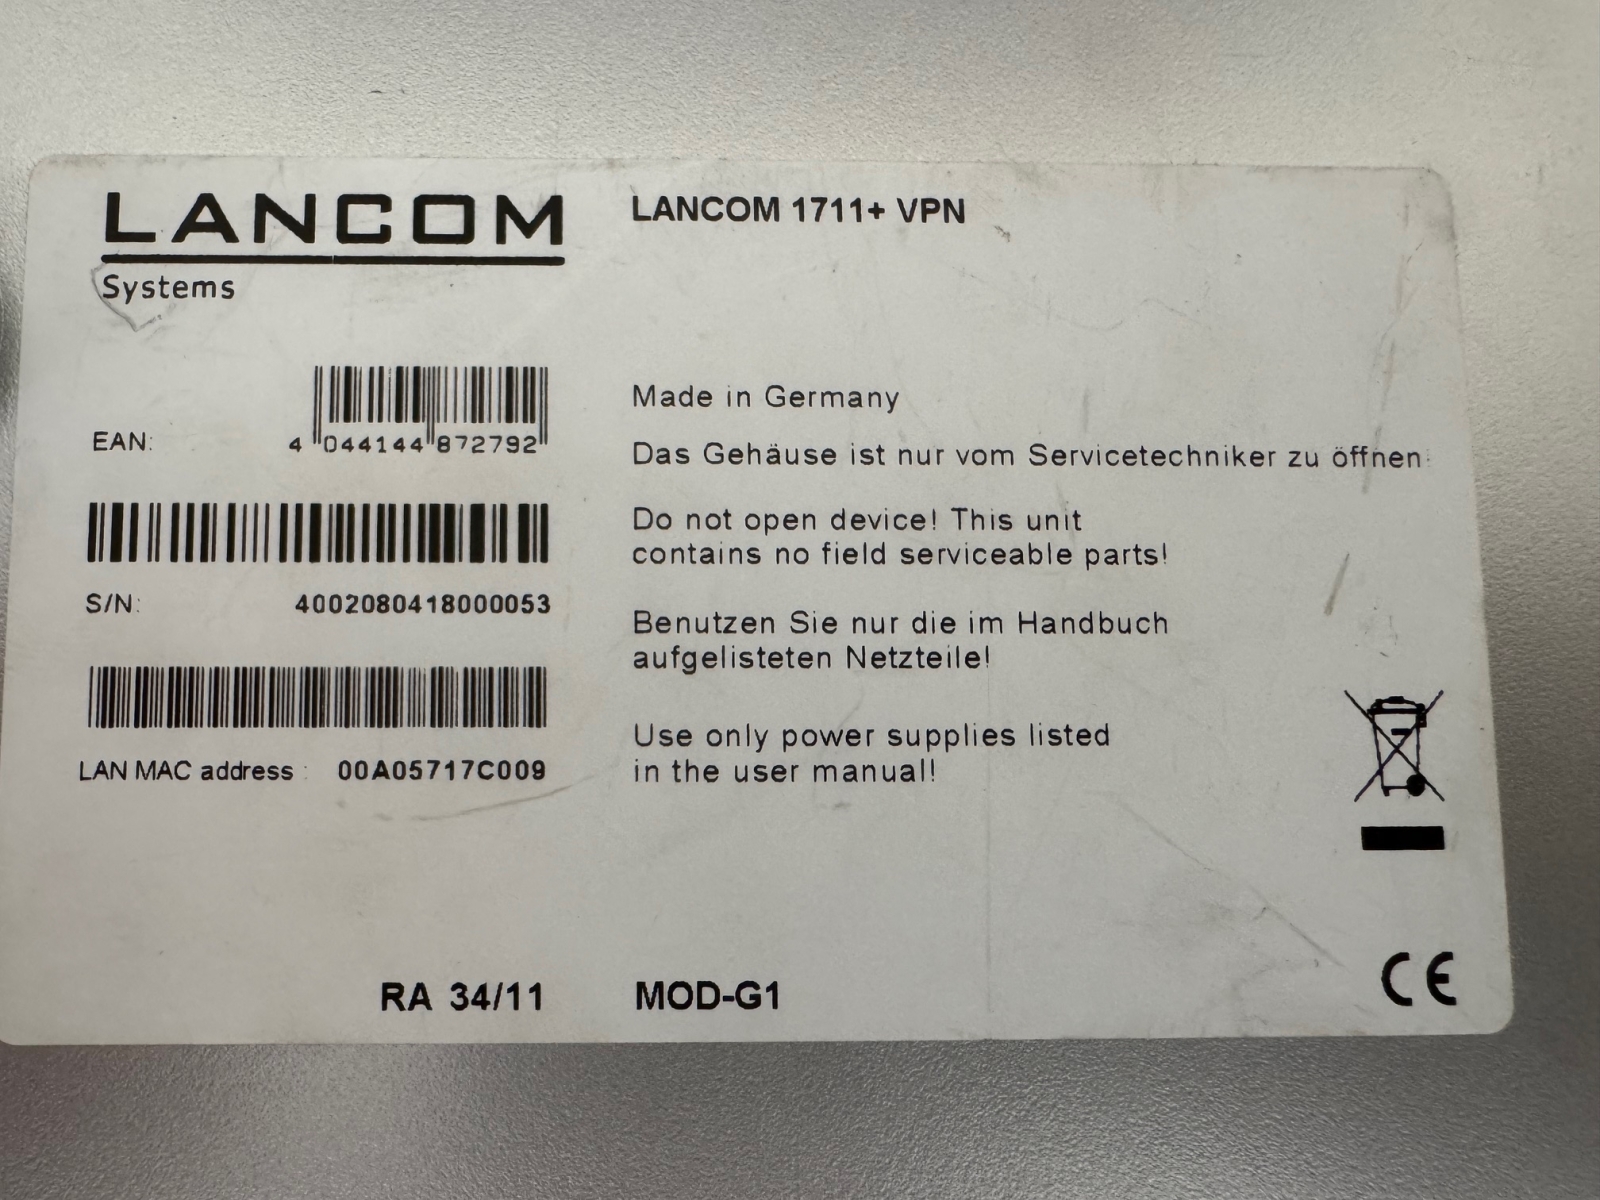 LANCOM
Systems
LANCOM 1711+ VPN
EAN:
4 044144 872792
S/N:
4002080418000053
LAN MAC address : 00A05717C009
RA 34/11
Made in Germany
Das Gehäuse ist nur vom Servicetechniker zu öffnen.
Do not open device! This unit
contains no field serviceable parts!
Benutzen Sie nur die im Handbuch
aufgelisteten Netzteile!
Use only power supplies listed
in the user manual!
MOD-G1
CE